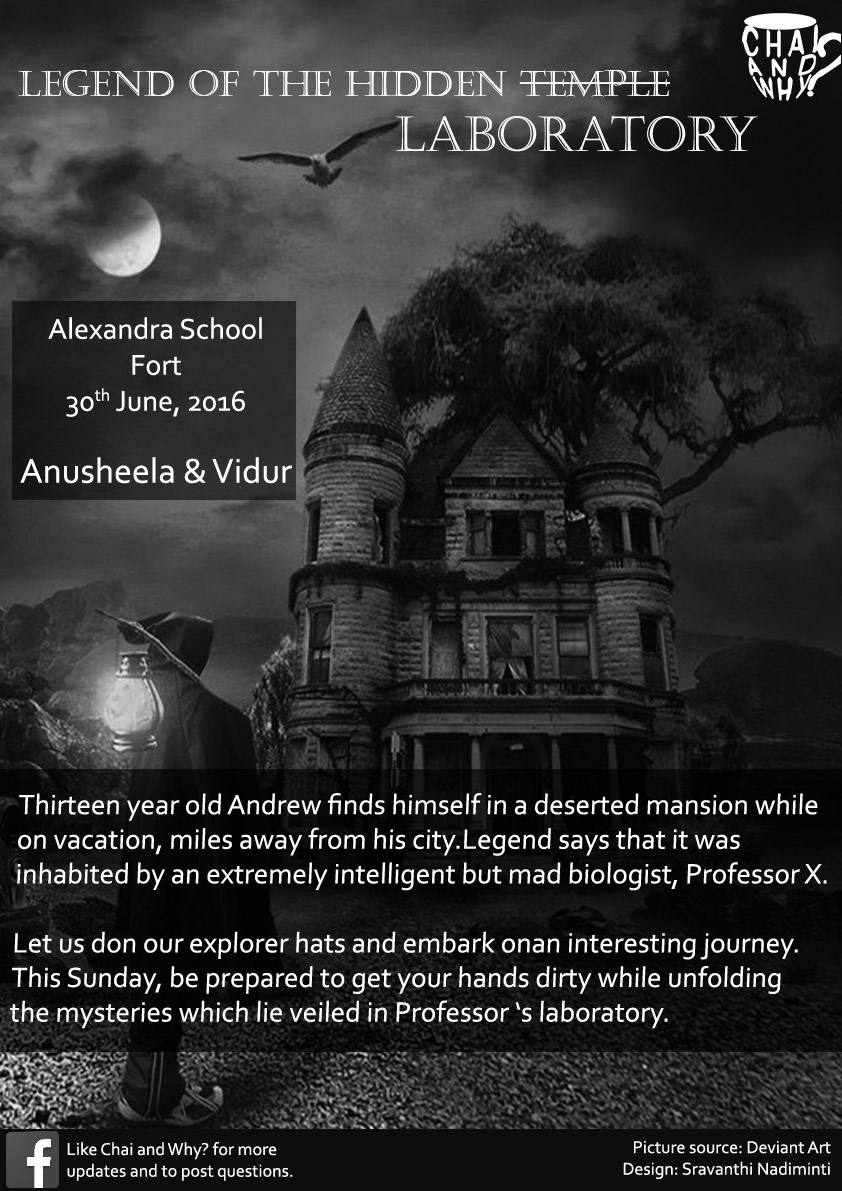 CHAI
AND
WHY?
LEGEND OF THE HIDDEN TEMPLE
LABORATORY
Alexandra School
Fort
30th June, 2016
Anusheela & Vidur
Thirteen year old Andrew finds himself in a deserted mansion while
on vacation, miles away from his city.Legend says that it was
inhabited by an extremely intelligent but mad biologist, Professor X.
Let us don our explorer hats and embark onan interesting journey.
This Sunday, be prepared to get your hands dirty while unfolding
the mysteries which lie veiled in Professor ‘s laboratory.
f
Like Chai and Why? for more
updates and to post questions.
Picture source: Deviant Art
Design: Sravanthi Nadiminti